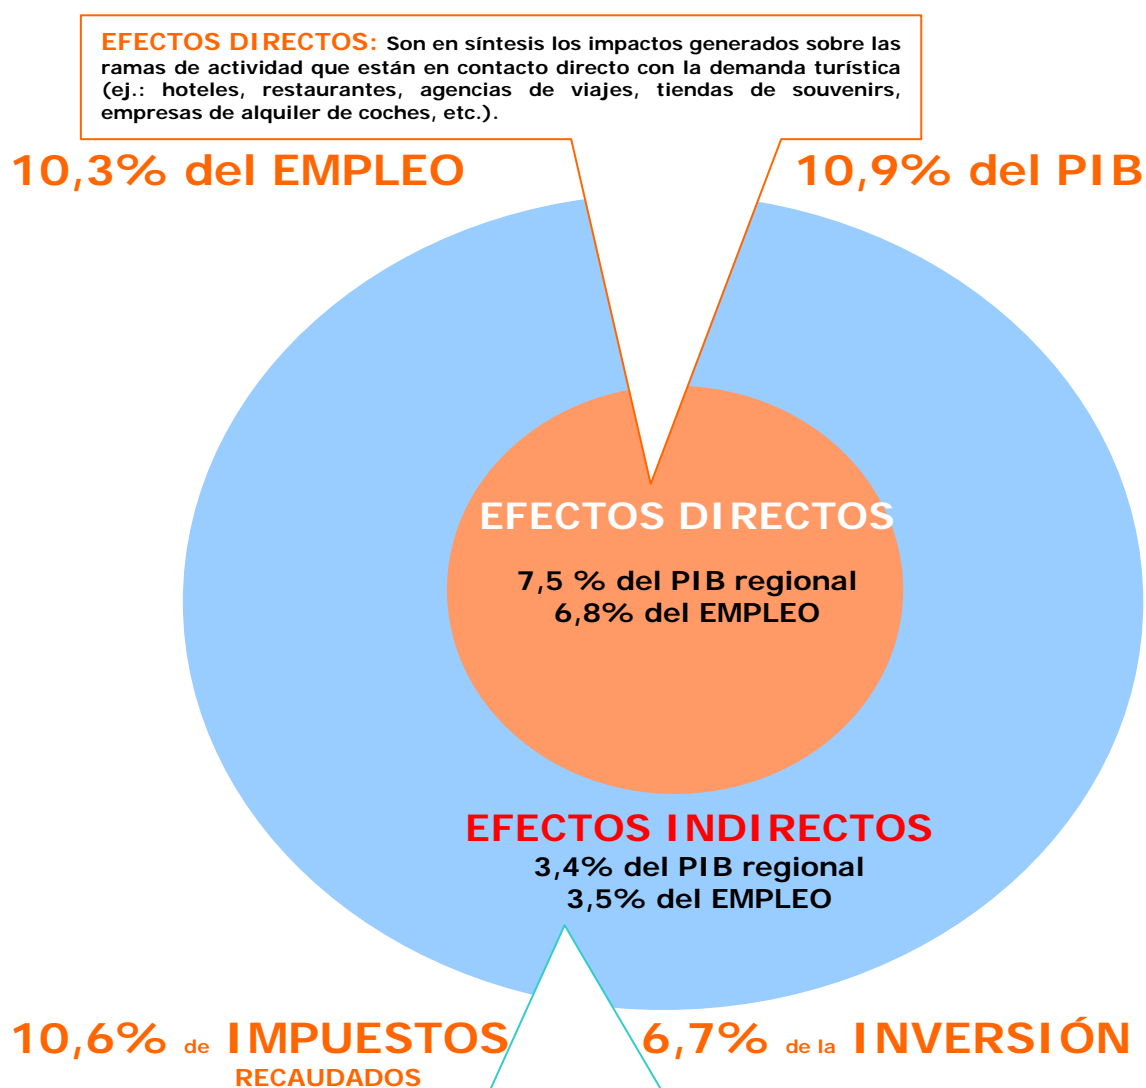 EFECTOS DIRECTOS: Son en síntesis los impactos generados sobre las
ramas de actividad que están en contacto directo con la demanda turística
(ej.: hoteles, restaurantes, agencias de viajes, tiendas de souvenirs,
empresas de alquiler de coches, etc.).
10,3% del EMPLEO
10,9% del PIB
EFECTOS DIRECTOS
7,5 % del PIB regional
6,8% del EMPLEO
EFECTOS INDIRECTOS
3,4% del PIB regional
3,5% del EMPLEO
10,6% de IMPUESTOS
RECAUDADOS
6,7% de la INVERSIÓN